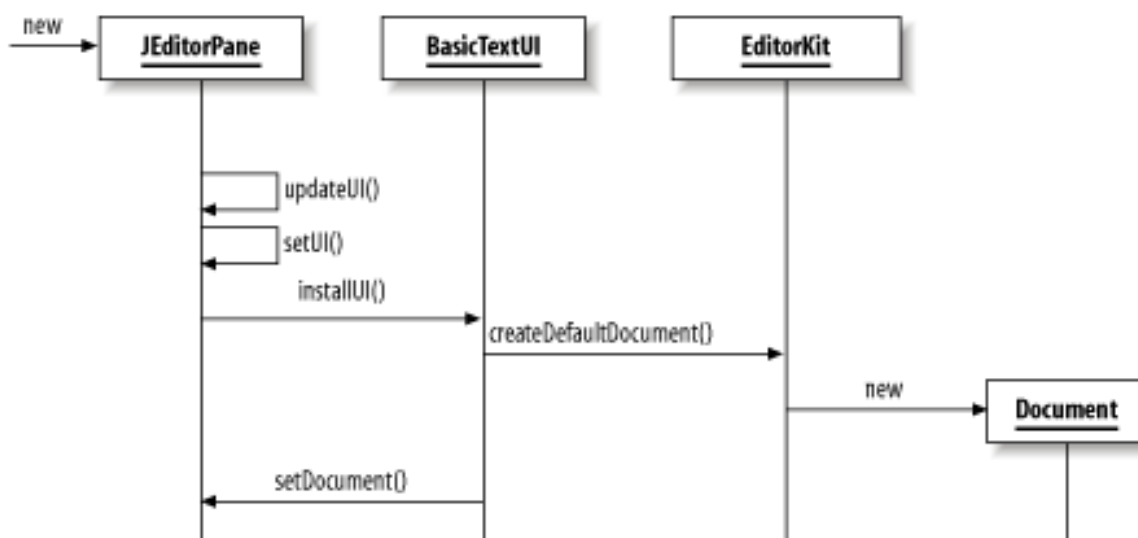 new
JEditorPane
BasicTextUI
EditorKit
updateUI()
setUI()
installUI()
createDefaultDocument()
new
Document
setDocument()